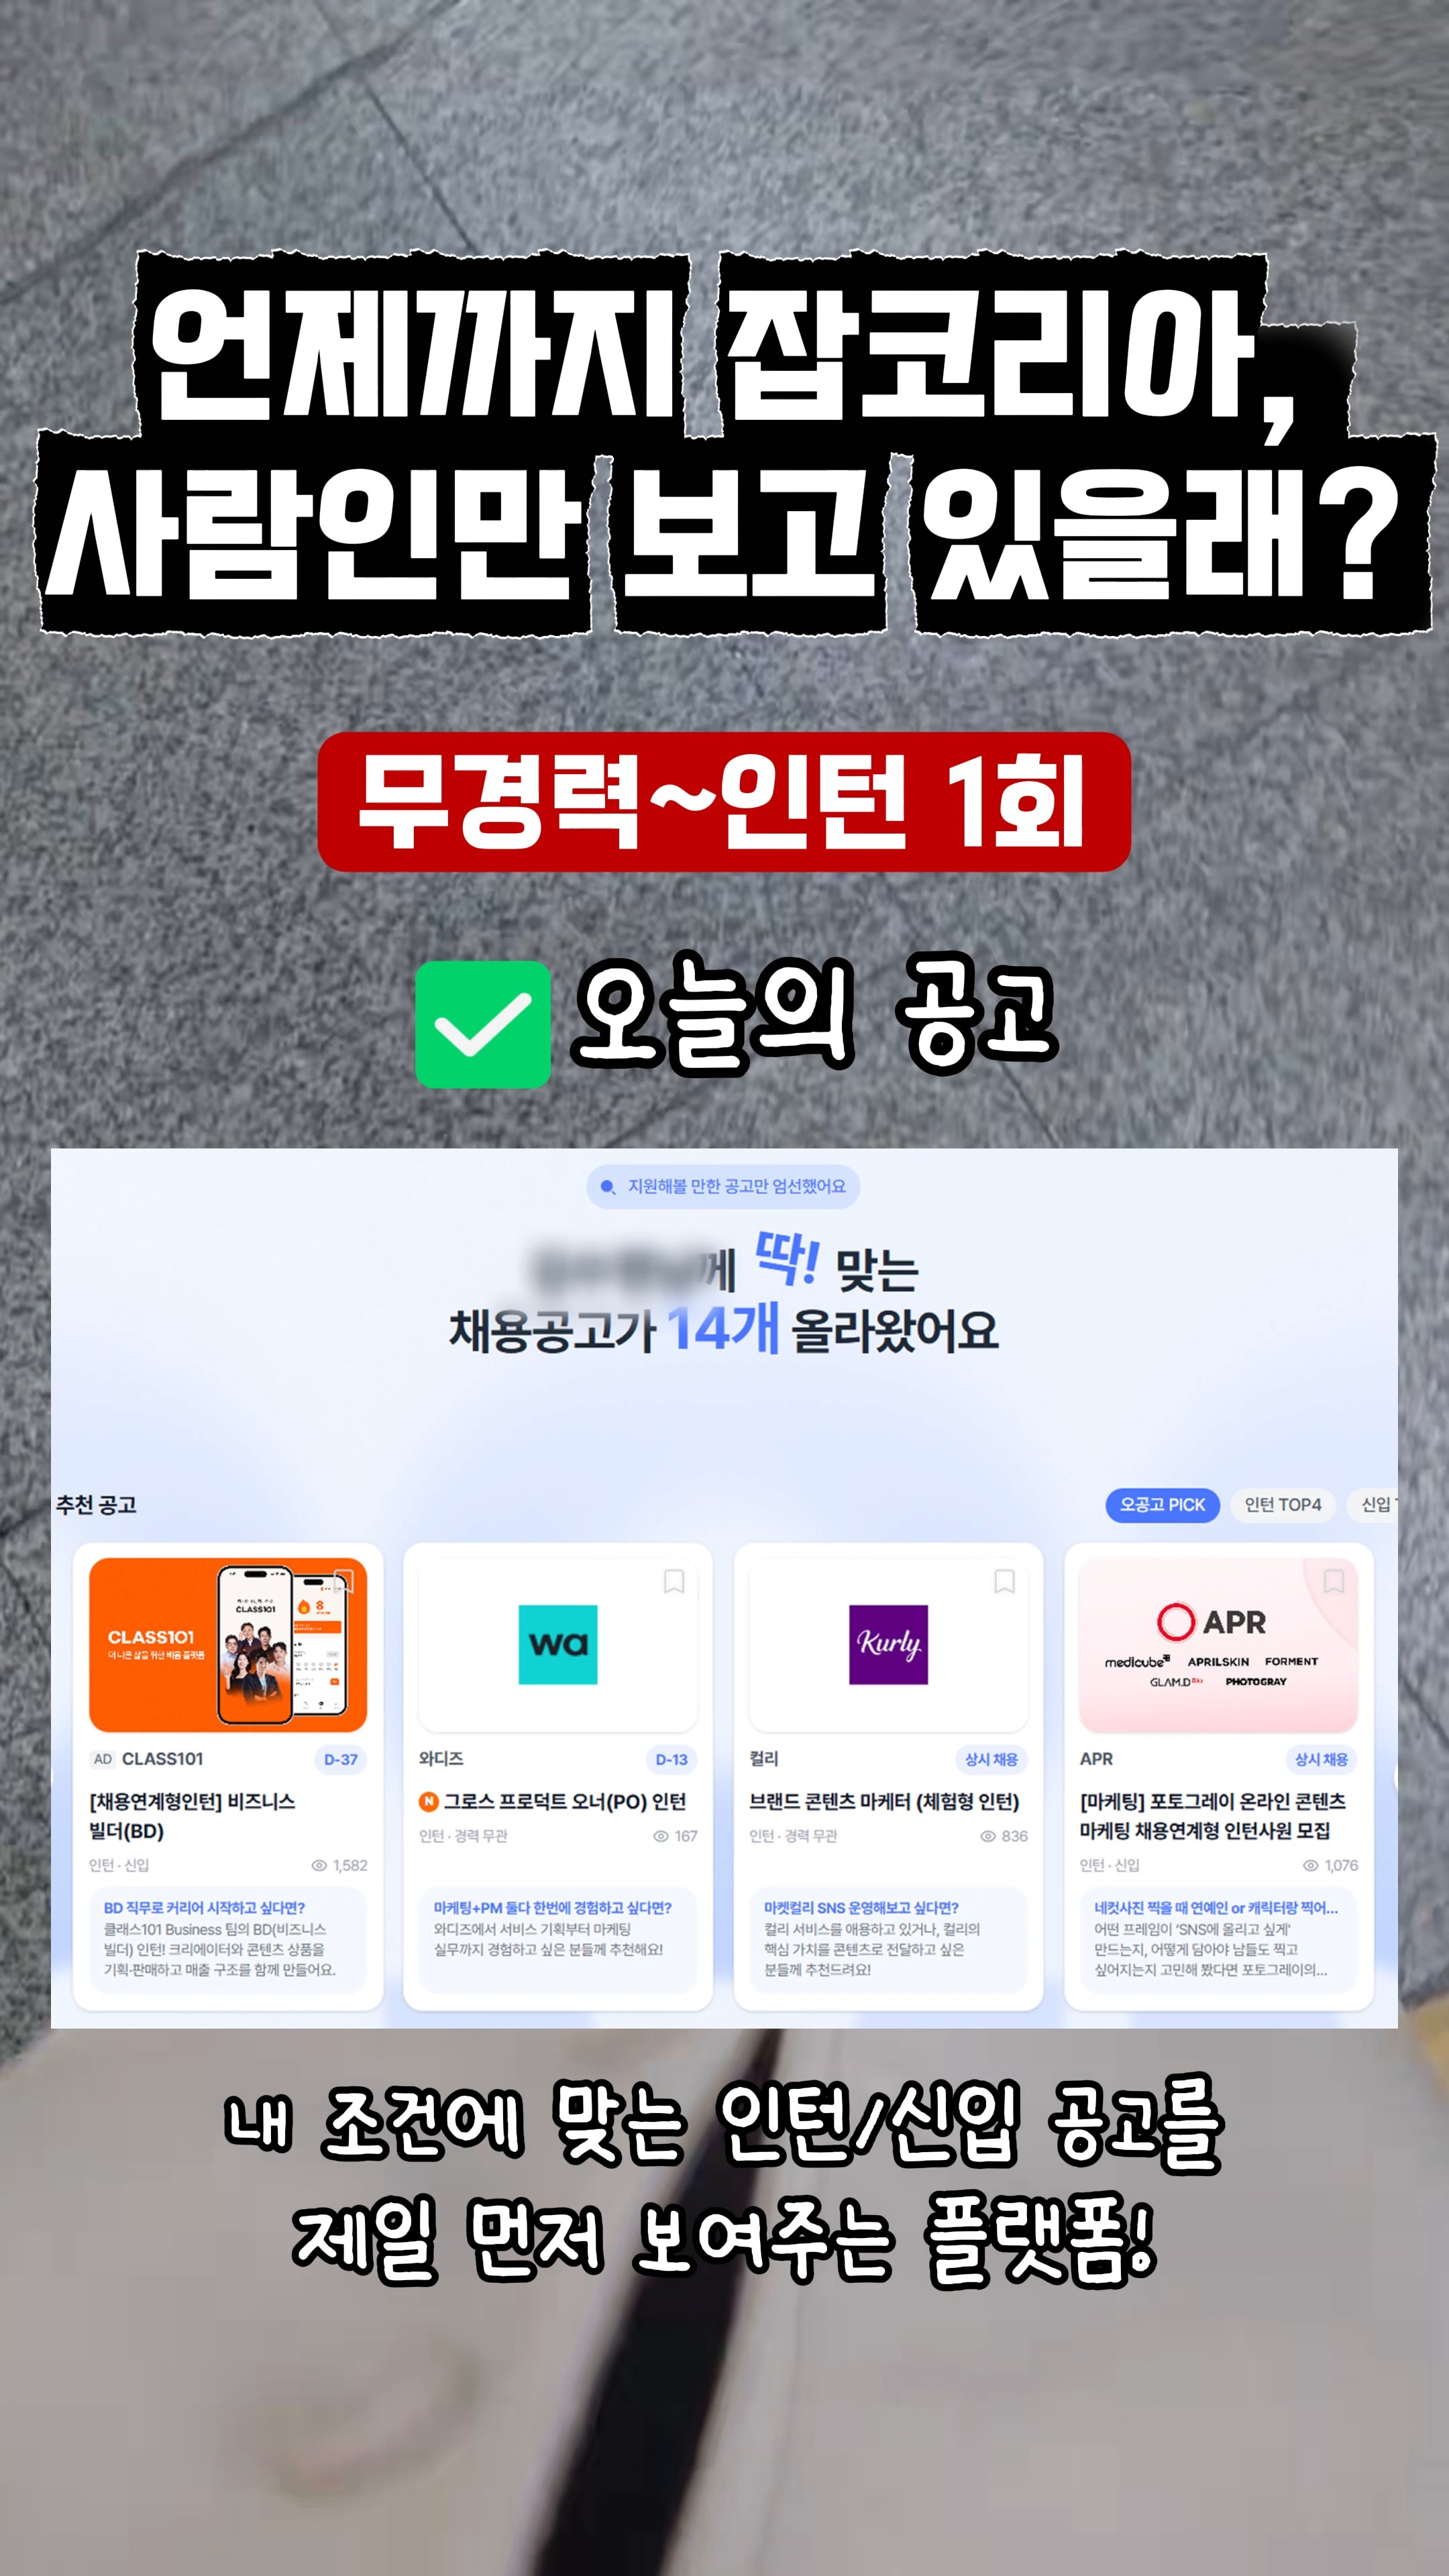 언제까지 잡코리아,
사람인만 보고 있을래?
무경력~인턴 1회
오늘의 공고
지원해볼 만한 공고만 엄선했어요
께 딱! 맞는
채용공고가 14개 올라왔어요
추천 공고
오공고 PICK
인턴 TOP4
신입
CLASS101
더 나은 삶을 위한 배움 플랫폼
CLASS101
8
AD CLASS101
D-37
[채용연계형인턴] 비즈니스
빌더(BD)
인턴 · 신입
1,582
BD 직무로 커리어 시작하고 싶다면?
클래스101 Business 팀의 BD(비즈니스
빌더) 인턴! 크리에이터와 콘텐츠 상품을
기획·판매하고 매출 구조를 함께 만들어요.
wa
와디즈
D-13
N 그로스 프로덕트 오너(PO) 인턴
인턴 · 경력 무관
167
마케팅+PM 둘다 한번에 경험하고 싶다면?
와디즈에서 서비스 기획부터 마케팅
실무까지 경험하고 싶은 분들께 추천해요!
Kurly
컬리
상시 채용
브랜드 콘텐츠 마케터 (체험형 인턴)
인턴 · 경력 무관
836
마켓컬리 SNS 운영해보고 싶다면?
컬리 서비스를 애용하고 있거나, 컬리의
핵심 가치를 콘텐츠로 전달하고 싶은
분들께 추천드려요!
APR
medicube APRILSKIN FORMENT
GLAM.D Bio PHOTOGRAY
APR
상시 채용
[마케팅] 포토그레이 온라인 콘텐츠
마케팅 채용연계형 인턴사원 모집
인턴 · 신입
1,076
네컷사진 찍을 때 연예인 or 캐릭터랑 찍어...
어떤 프레임이 'SNS에 올리고 싶게'
만드는지, 어떻게 담아야 남들도 찍고
싶어지는지 고민해 봤다면 포토그레이의...
내 조건에 맞는 인턴/신입 공고를
제일 먼저 보여주는 플랫폼!